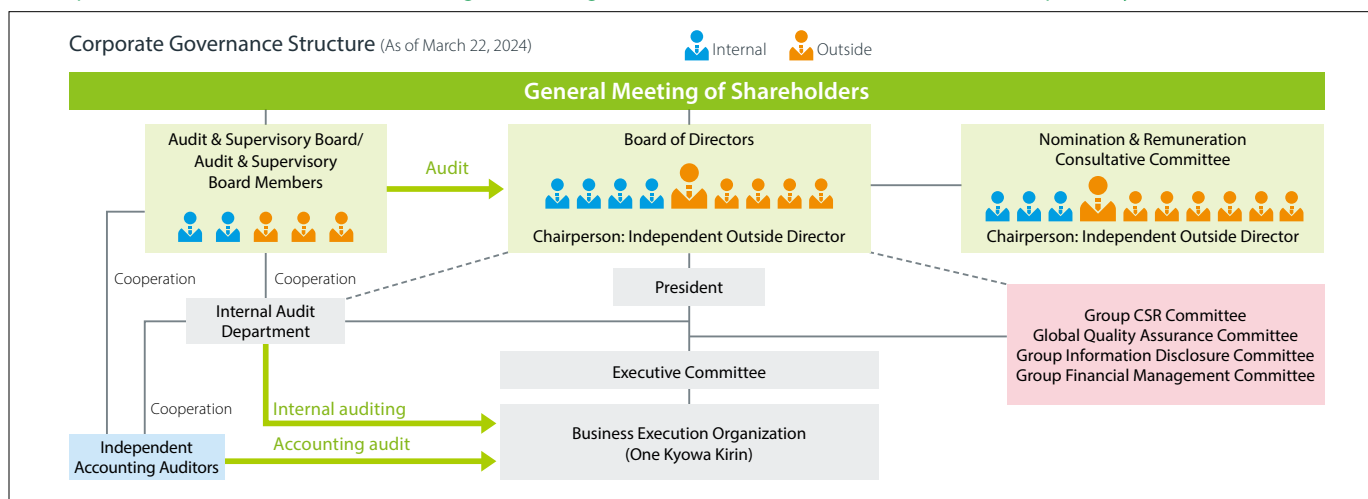 Corporate Governance Structure (As of March 22, 2024)
Internal
Outside
General Meeting of Shareholders
Audit & Supervisory Board/
Audit & Supervisory
Board Members
Audit
Board of Directors
Chairperson: Independent Outside Director
Nomination & Remuneration
Consultative Committee
Chairperson: Independent Outside Director
Cooperation
Cooperation
President
Internal Audit
Department
Group CSR Committee
Global Quality Assurance Committee
Group Information Disclosure Committee
Group Financial Management Committee
Executive Committee
Cooperation
Internal auditing
Business Execution Organization
(One Kyowa Kirin)
Independent
Accounting Auditors
Accounting audit